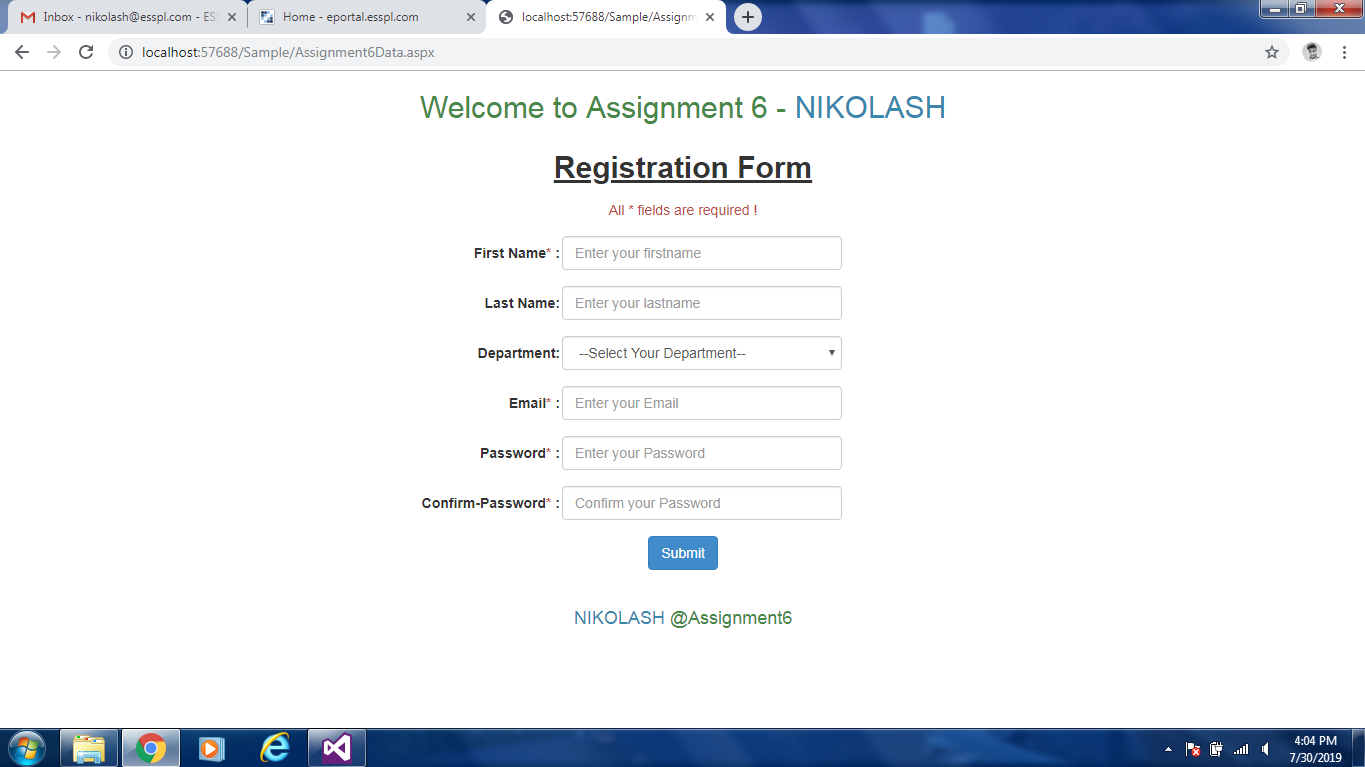 Inbox - nikolash@esspl.com - ES
Home - eportal.esspl.com
localhost:57688/Sample/Assignm
localhost:57688/Sample/Assignment6Data.aspx
Welcome to Assignment 6 - NIKOLASH
Registration Form
All * fields are required !
First Name* : Enter your firstname
Last Name: Enter your lastname
Department: --Select Your Department--
Email* : Enter your Email
Password* : Enter your Password
Confirm-Password* : Confirm your Password
Submit
NIKOLASH @Assignment6
4:04 PM
7/30/2019